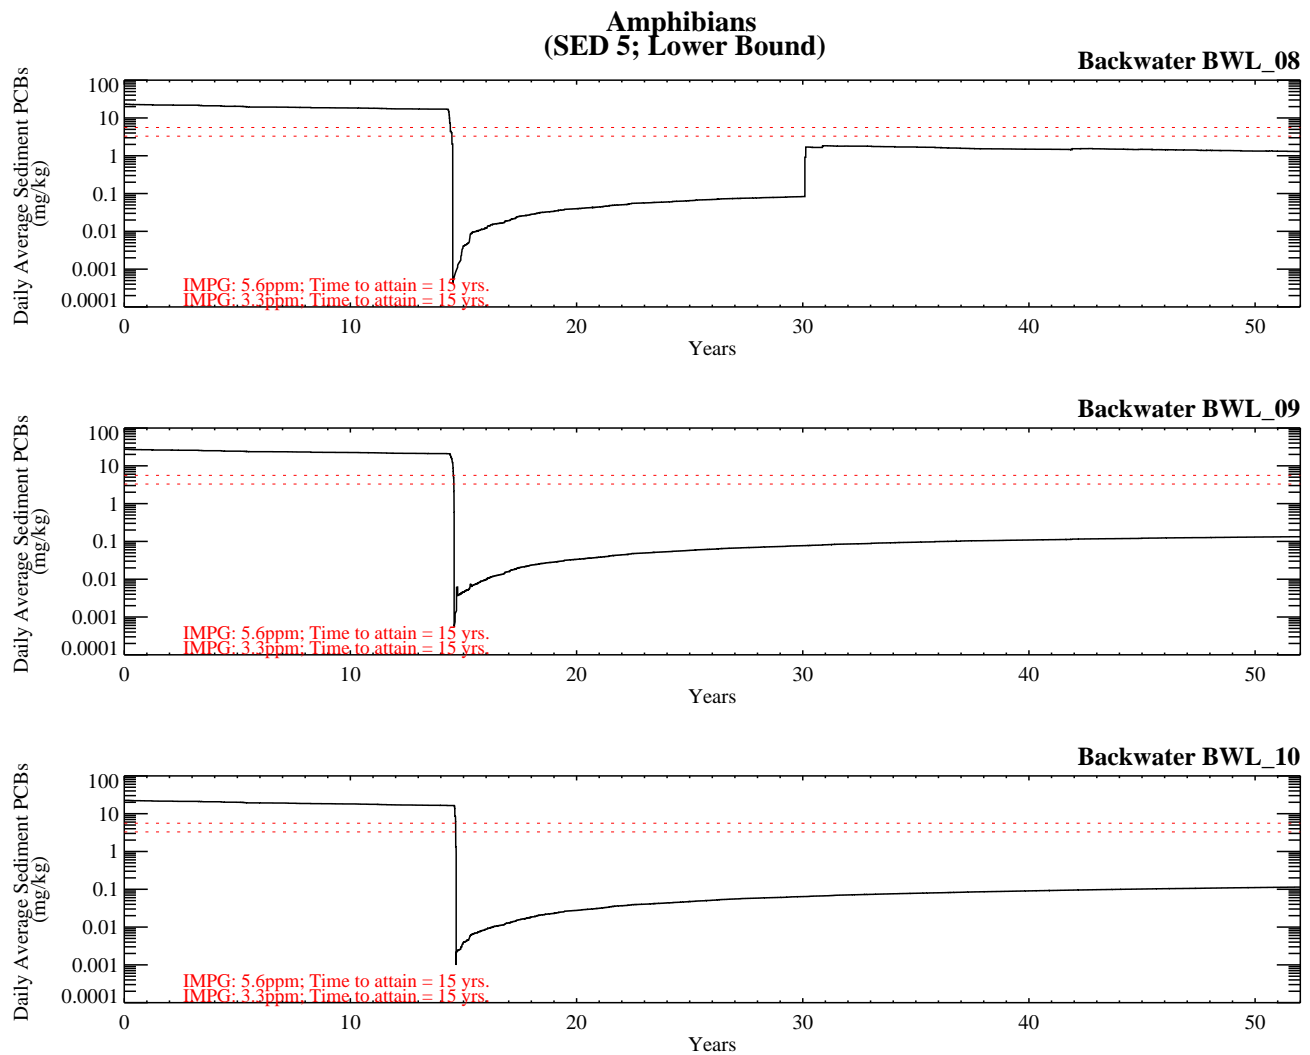 Amphibians
(SED 5; Lower Bound)
Backwater BWL_08
Daily Average Sediment PCBs
(mg/kg)
100
10
1
0.1
0.01
0.001
0.0001
IMPG: 5.6ppm; Time to attain = 15 yrs.
IMPG: 3.3ppm; Time to attain = 15 yrs.
0 10 20 30 40 50
Years
Backwater BWL_09
Daily Average Sediment PCBs
(mg/kg)
100
10
1
0.1
0.01
0.001
0.0001
IMPG: 5.6ppm; Time to attain = 15 yrs.
IMPG: 3.3ppm; Time to attain = 15 yrs.
0 10 20 30 40 50
Years
Backwater BWL_10
Daily Average Sediment PCBs
(mg/kg)
100
10
1
0.1
0.01
0.001
0.0001
IMPG: 5.6ppm; Time to attain = 15 yrs.
IMPG: 3.3ppm; Time to attain = 15 yrs.
0 10 20 30 40 50
Years